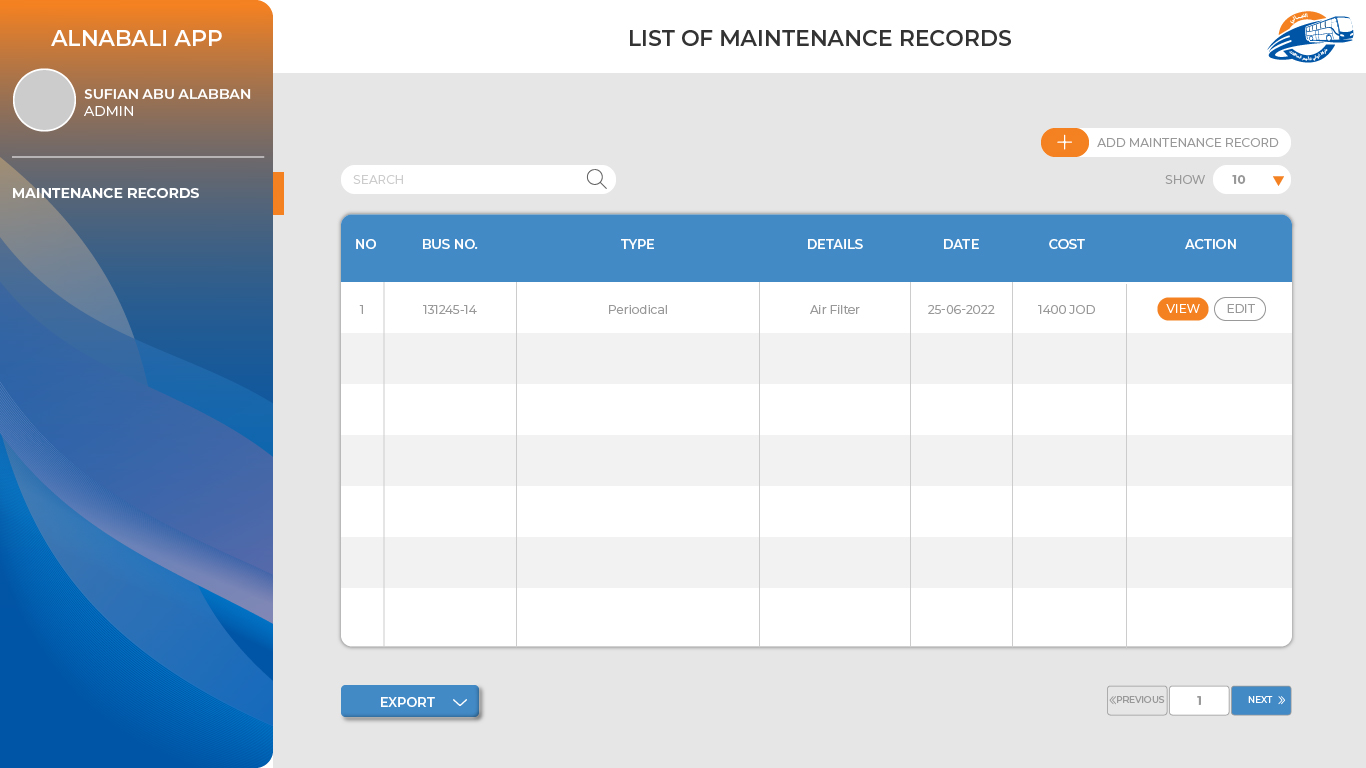 ALNABALI APP
SUFIAN ABU ALABBAN
ADMIN
MAINTENANCE RECORDS
LIST OF MAINTENANCE RECORDS
ADD MAINTENANCE RECORD
SEARCH
SHOW 10
NO BUS NO. TYPE DETAILS DATE COST ACTION
1 131245-14 Periodical Air Filter 25-06-2022 1400 JOD VIEW EDIT
EXPORT
PREVIOUS 1 NEXT